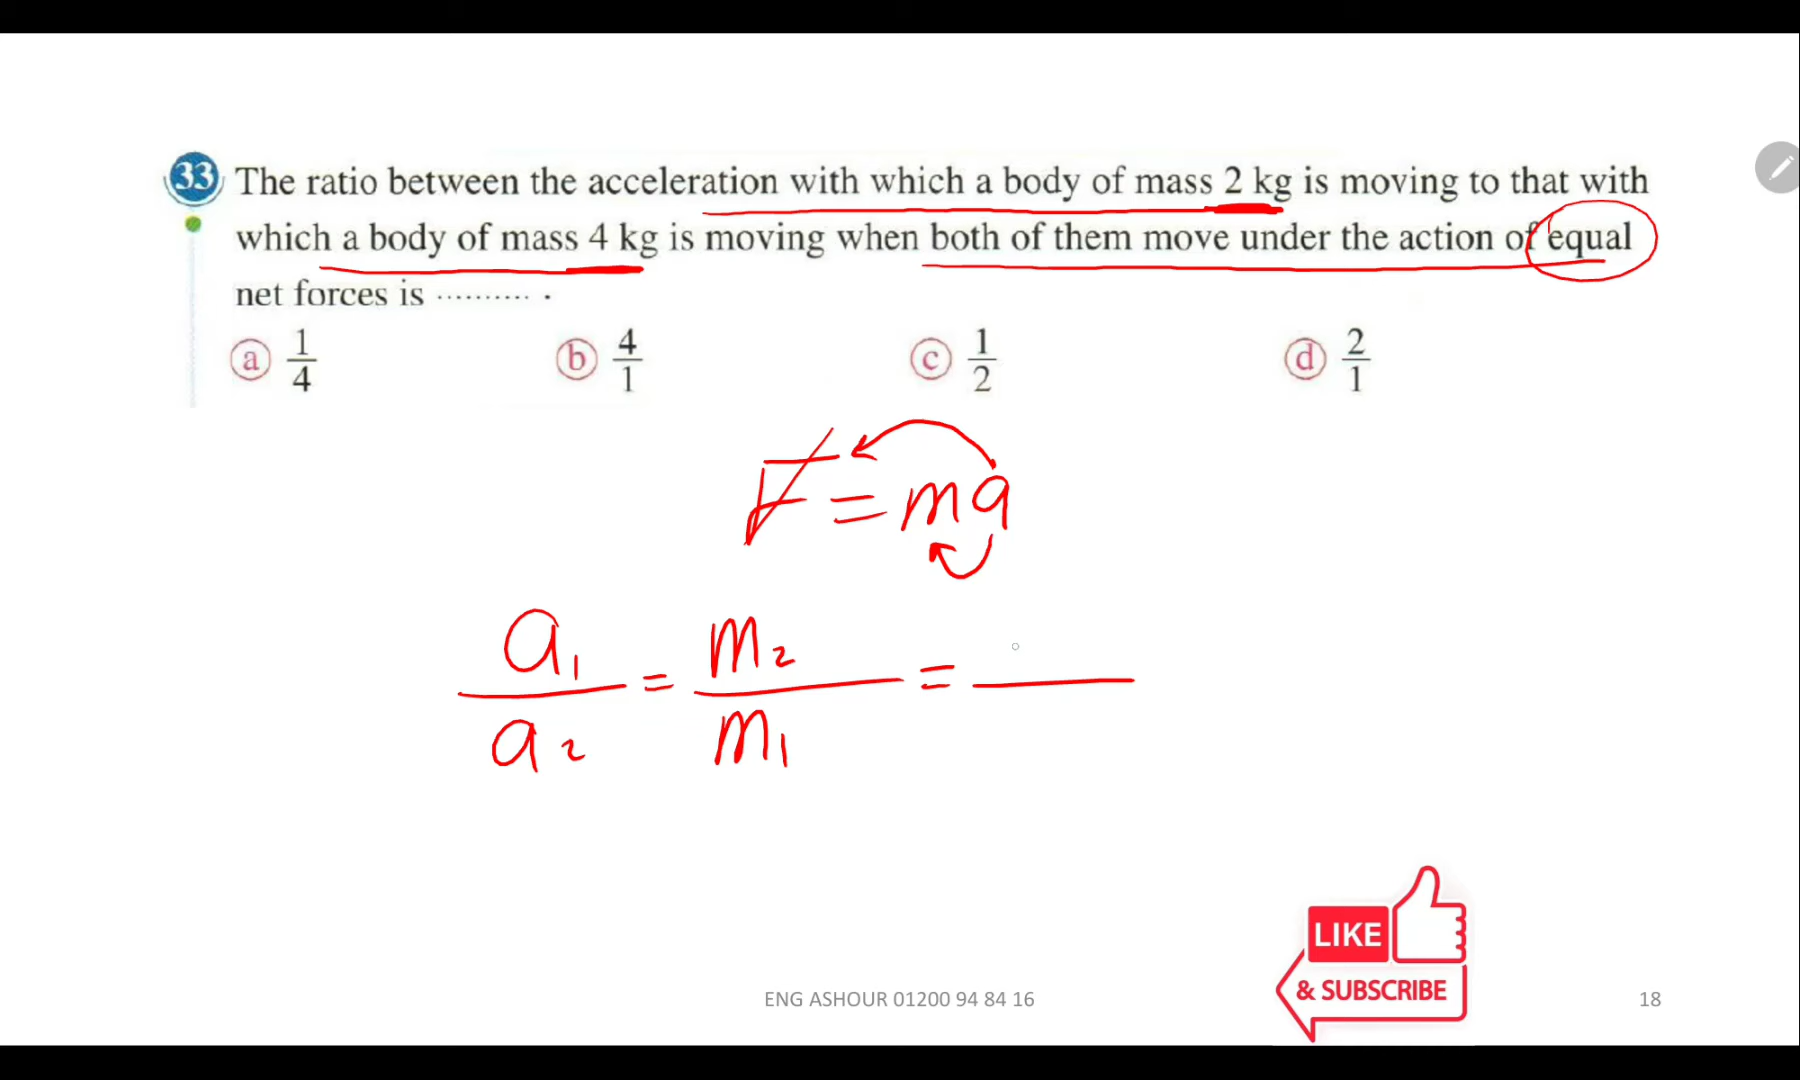 33 The ratio between the acceleration with which a body of mass 2 kg is moving to that with
which a body of mass 4 kg is moving when both of them move under the action of equal
net forces is .......... .
a 1/4 b 4/1 c 1/2 d 2/1
F = ma
a1/a2 = m2/m1 =
LIKE
& SUBSCRIBE
ENG ASHOUR 01200 94 84 16
18